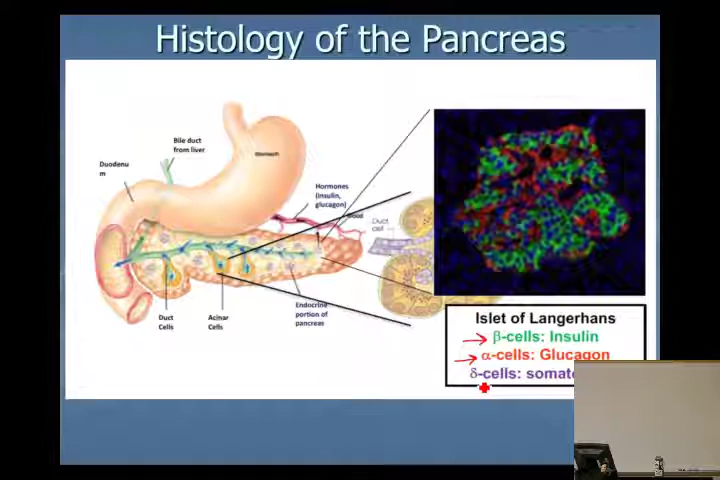 Histology of the Pancreas
Bile duct
from liver
Duodenu
m
Stomach
Hormones
(insulin,
glucagon)
Blood
Duct
cell
Duct
Cells
Acinar
Cells
Endocrine
portion of
pancreas
Islet of Langerhans
β-cells: Insulin
α-cells: Glucagon
δ-cells: somato